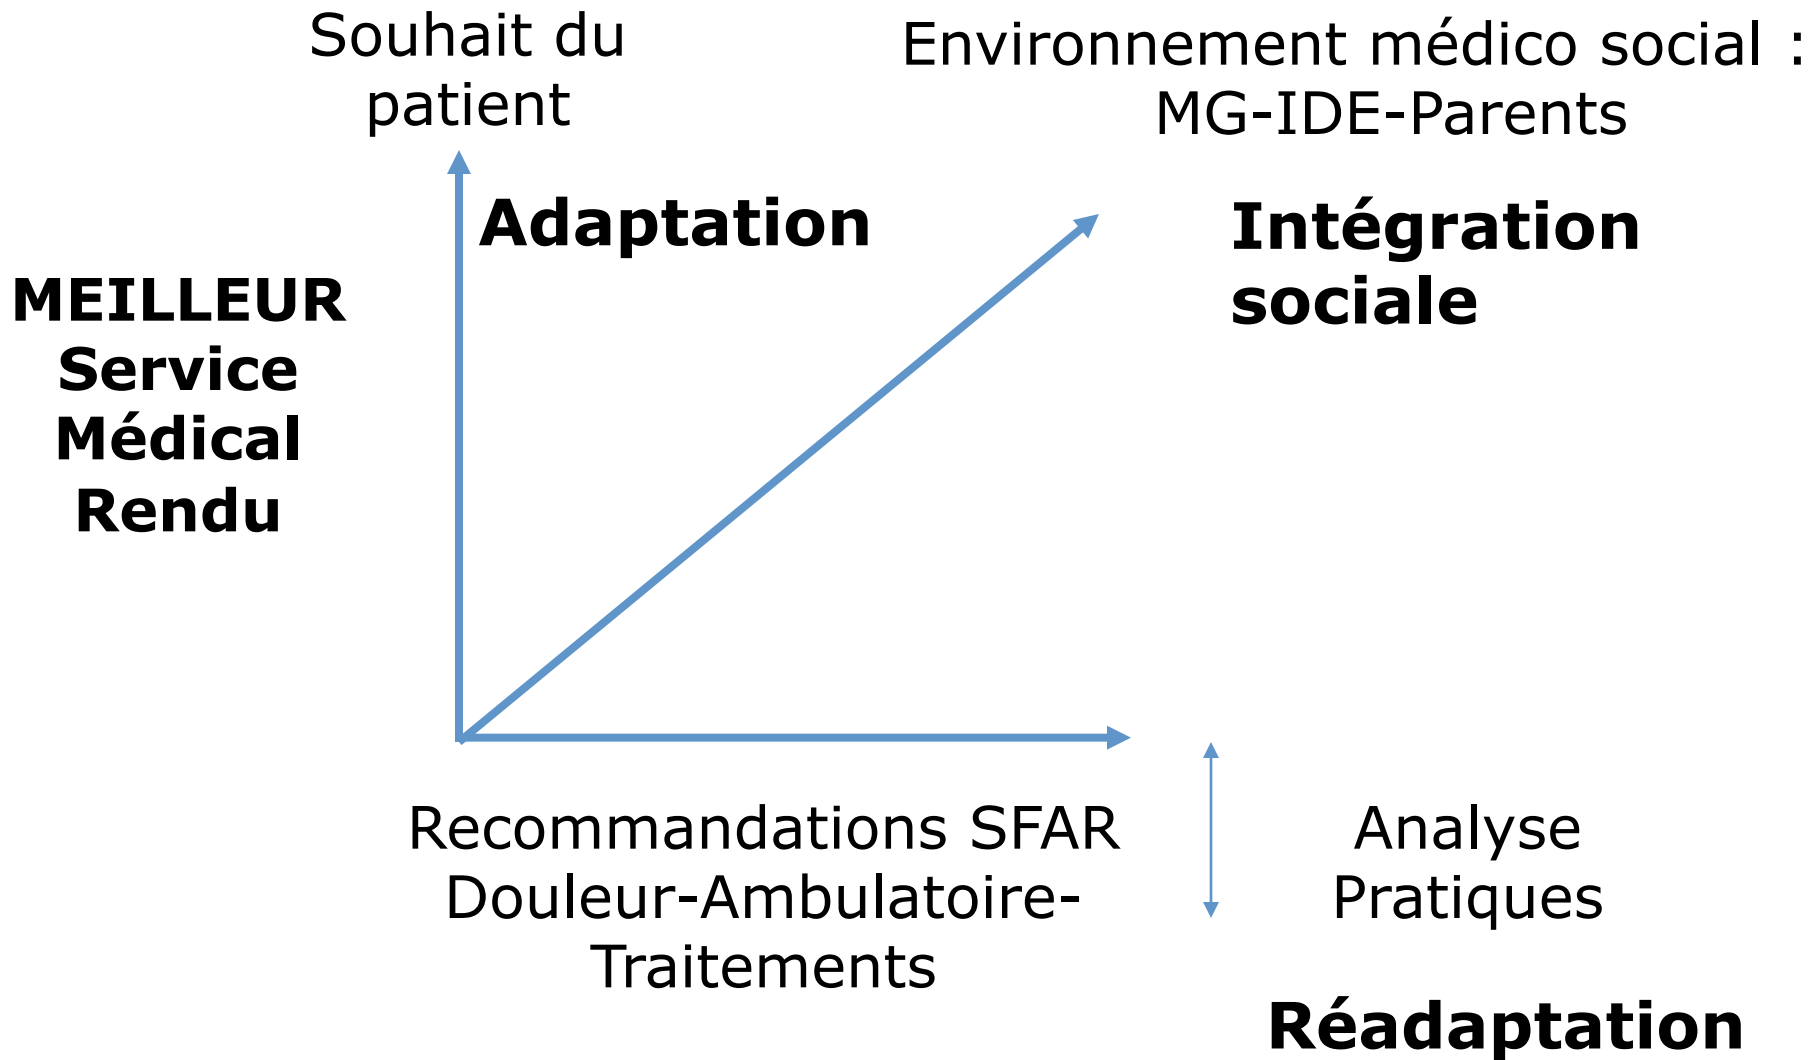 Souhait du
patient
Environnement médico social :
MG-IDE-Parents
Adaptation
Intégration
sociale
MEILLEUR
Service
Médical
Rendu
Recommandations SFAR
Douleur-Ambulatoire-
Traitements
Analyse
Pratiques
Réadaptation